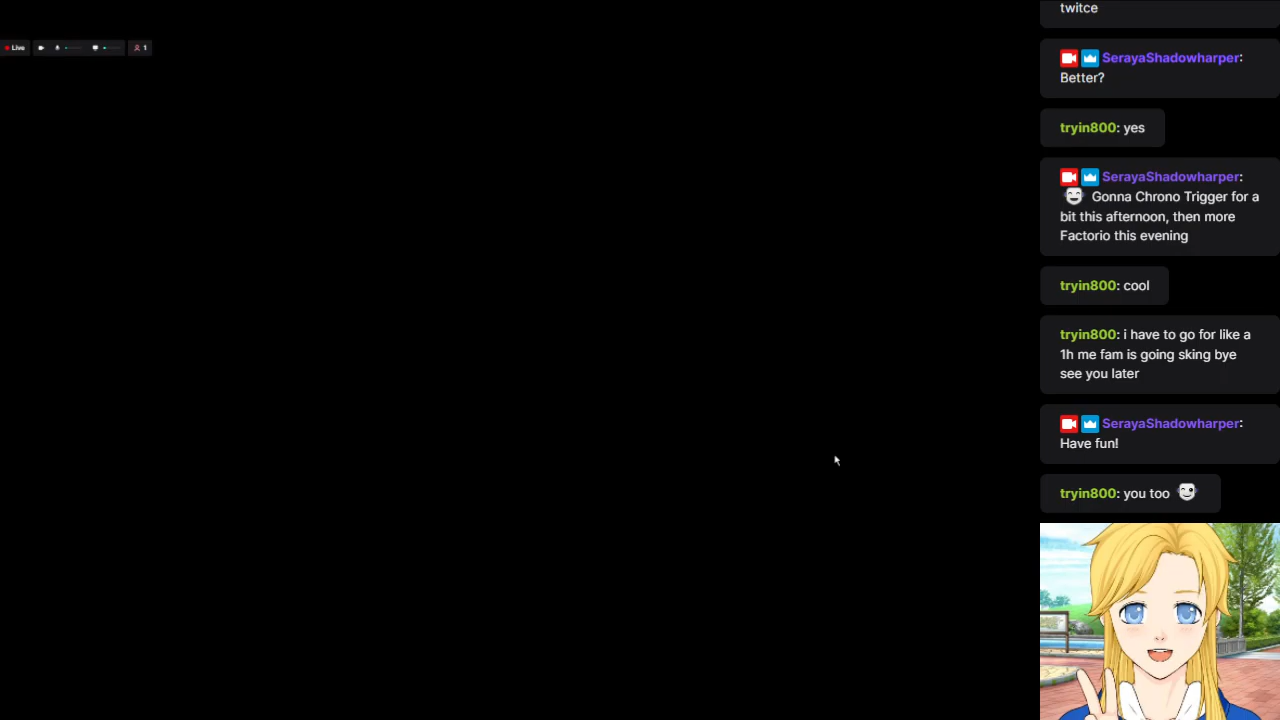 twitce
Live
1
SerayaShadowharper:
Better?
tryin800: yes
SerayaShadowharper:
Gonna Chrono Trigger for a
bit this afternoon, then more
Factorio this evening
tryin800: cool
tryin800: i have to go for like a
1h me fam is going sking bye
see you later
SerayaShadowharper:
Have fun!
tryin800: you too